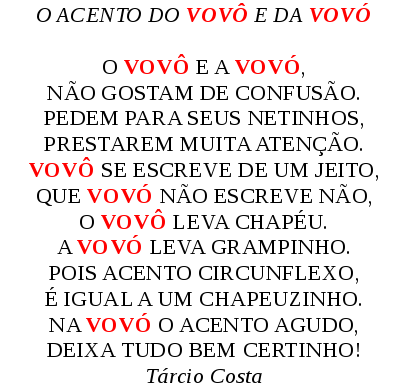 O ACENTO DO VOVÔ E DA VOVÓ
O VOVÔ E A VOVÓ,
NÃO GOSTAM DE CONFUSÃO.
PEDEM PARA SEUS NETINHOS,
PRESTAREM MUITA ATENÇÃO.
VOVÔ SE ESCREVE DE UM JEITO,
QUE VOVÓ NÃO ESCREVE NÃO,
O VOVÔ LEVA CHAPÉU.
A VOVÓ LEVA GRAMPINHO.
POIS ACENTO CIRCUNFLEXO,
É IGUAL A UM CHAPEUZINHO.
NA VOVÓ O ACENTO AGUDO,
DEIXA TUDO BEM CERTINHO!
Tárcio Costa